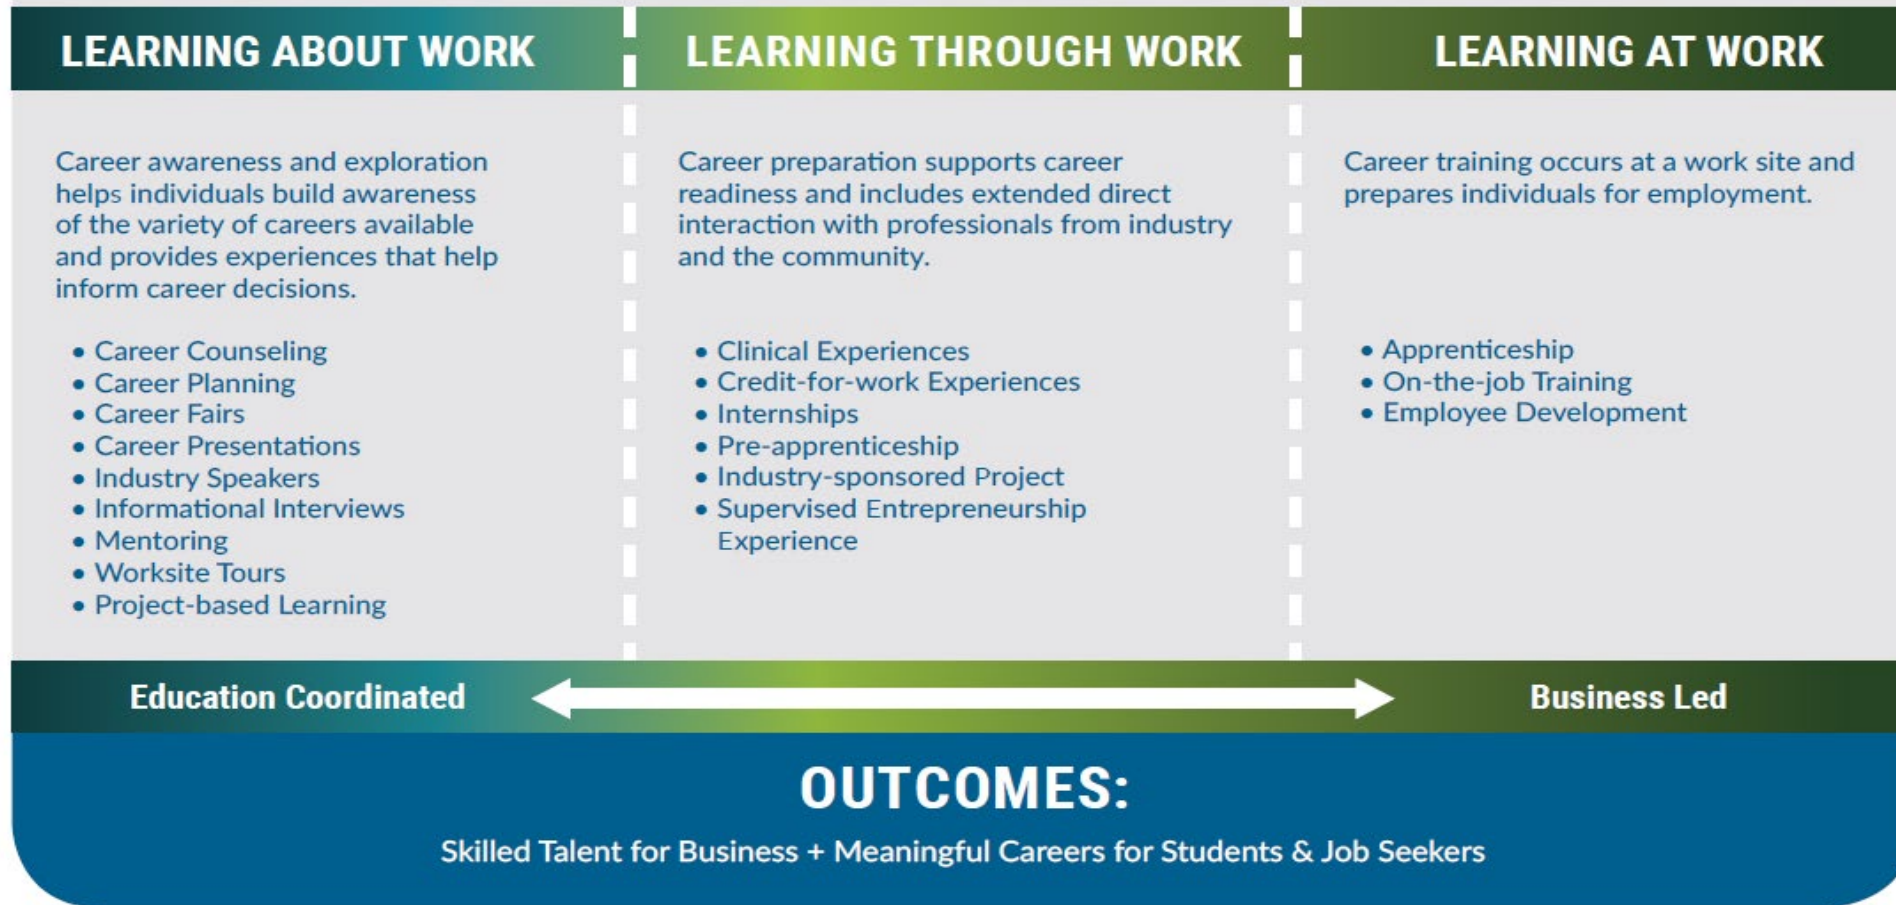 LEARNING ABOUT WORK
Career awareness and exploration
helps individuals build awareness
of the variety of careers available
and provides experiences that help
inform career decisions.
• Career Counseling
• Career Planning
• Career Fairs
• Career Presentations
• Industry Speakers
• Informational Interviews
• Mentoring
• Worksite Tours
• Project-based Learning
LEARNING THROUGH WORK
Career preparation supports career
readiness and includes extended direct
interaction with professionals from industry
and the community.
• Clinical Experiences
• Credit-for-work Experiences
• Internships
• Pre-apprenticeship
• Industry-sponsored Project
• Supervised Entrepreneurship
Experience
LEARNING AT WORK
Career training occurs at a work site and
prepares individuals for employment.
• Apprenticeship
• On-the-job Training
• Employee Development
Education Coordinated
Business Led
OUTCOMES:
Skilled Talent for Business + Meaningful Careers for Students & Job Seekers